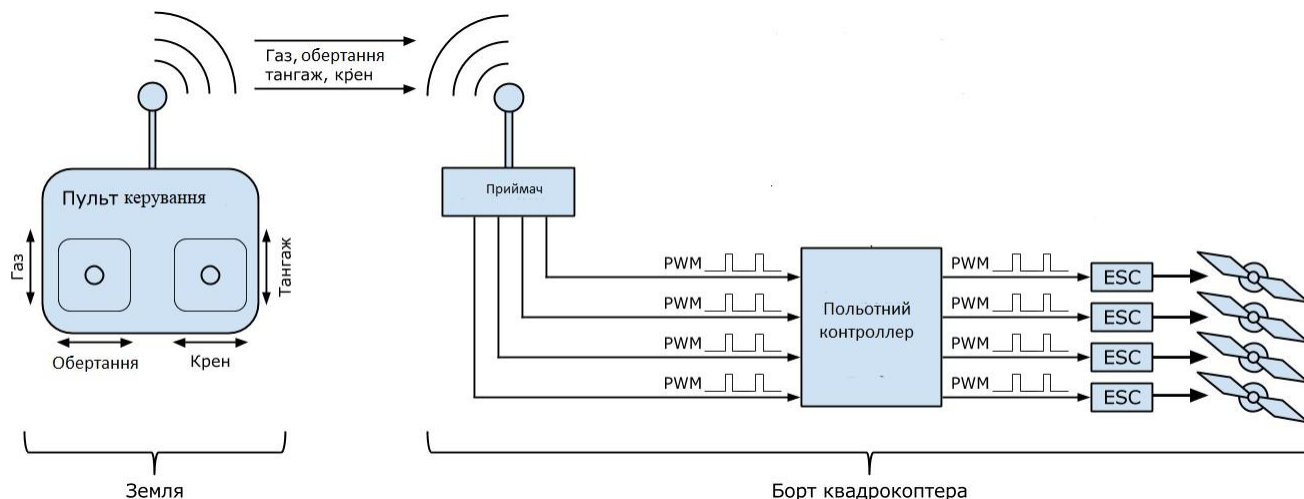 Газ, обертання
тангаж, крен
Приймач
Пульт керування
Газ
Тангаж
Обертання
Крен
PWM
PWM
PWM
PWM
Польотний
контроллер
PWM
PWM
PWM
PWM
ESC
ESC
ESC
ESC
Земля
Борт квадрокоптера